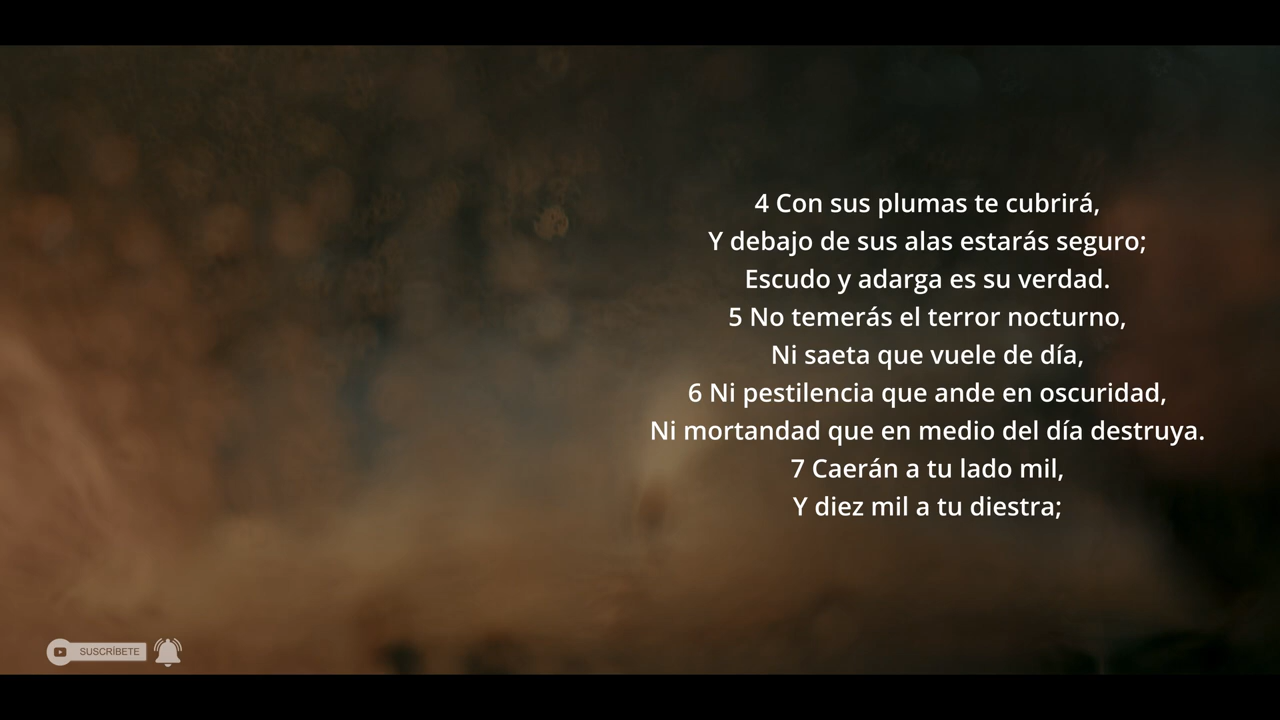 4 Con sus plumas te cubrirá,
Y debajo de sus alas estarás seguro;
Escudo y adarga es su verdad.
5 No temerás el terror nocturno,
Ni saeta que vuele de día,
6 Ni pestilencia que ande en oscuridad,
Ni mortandad que en medio del día destruya.
7 Caerán a tu lado mil,
Y diez mil a tu diestra;
SUSCRÍBETE